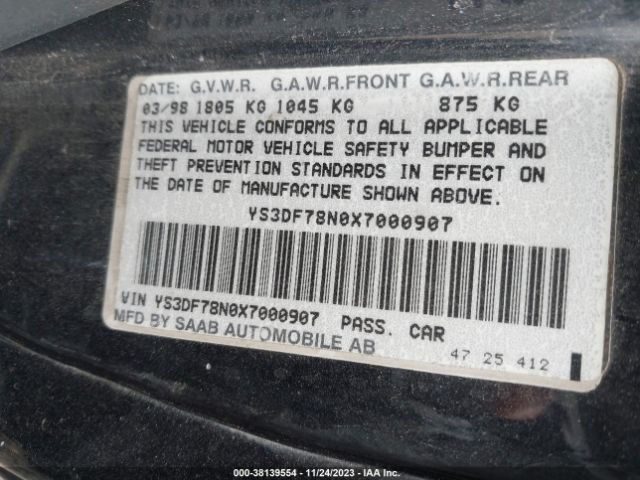 DATE: G.V.W.R. G.A.W.R.FRONT G.A.W.R.REAR
03/98 1805 KG 1045 KG 875 KG
THIS VEHICLE CONFORMS TO ALL APPLICABLE
FEDERAL MOTOR VEHICLE SAFETY BUMPER AND
THEFT PREVENTION STANDARDS IN EFFECT ON
THE DATE OF MANUFACTURE SHOWN ABOVE.
YS3DF78N0X7000907
VIN YS3DF78N0X7000907 PASS. CAR
MFD BY SAAB AUTOMOBILE AB
47 25 412
000-38139554 - 11/24/2023 - IAA Inc.